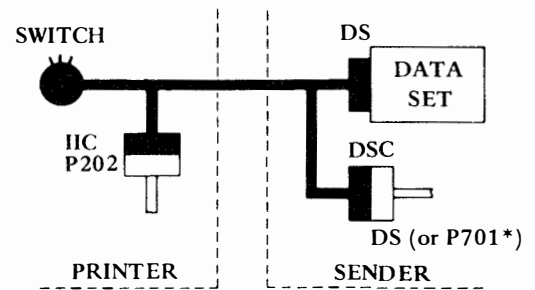 SWITCH
DS
DATA
SET
IIC
P202
DSC
DS (or P701*)
PRINTER
SENDER